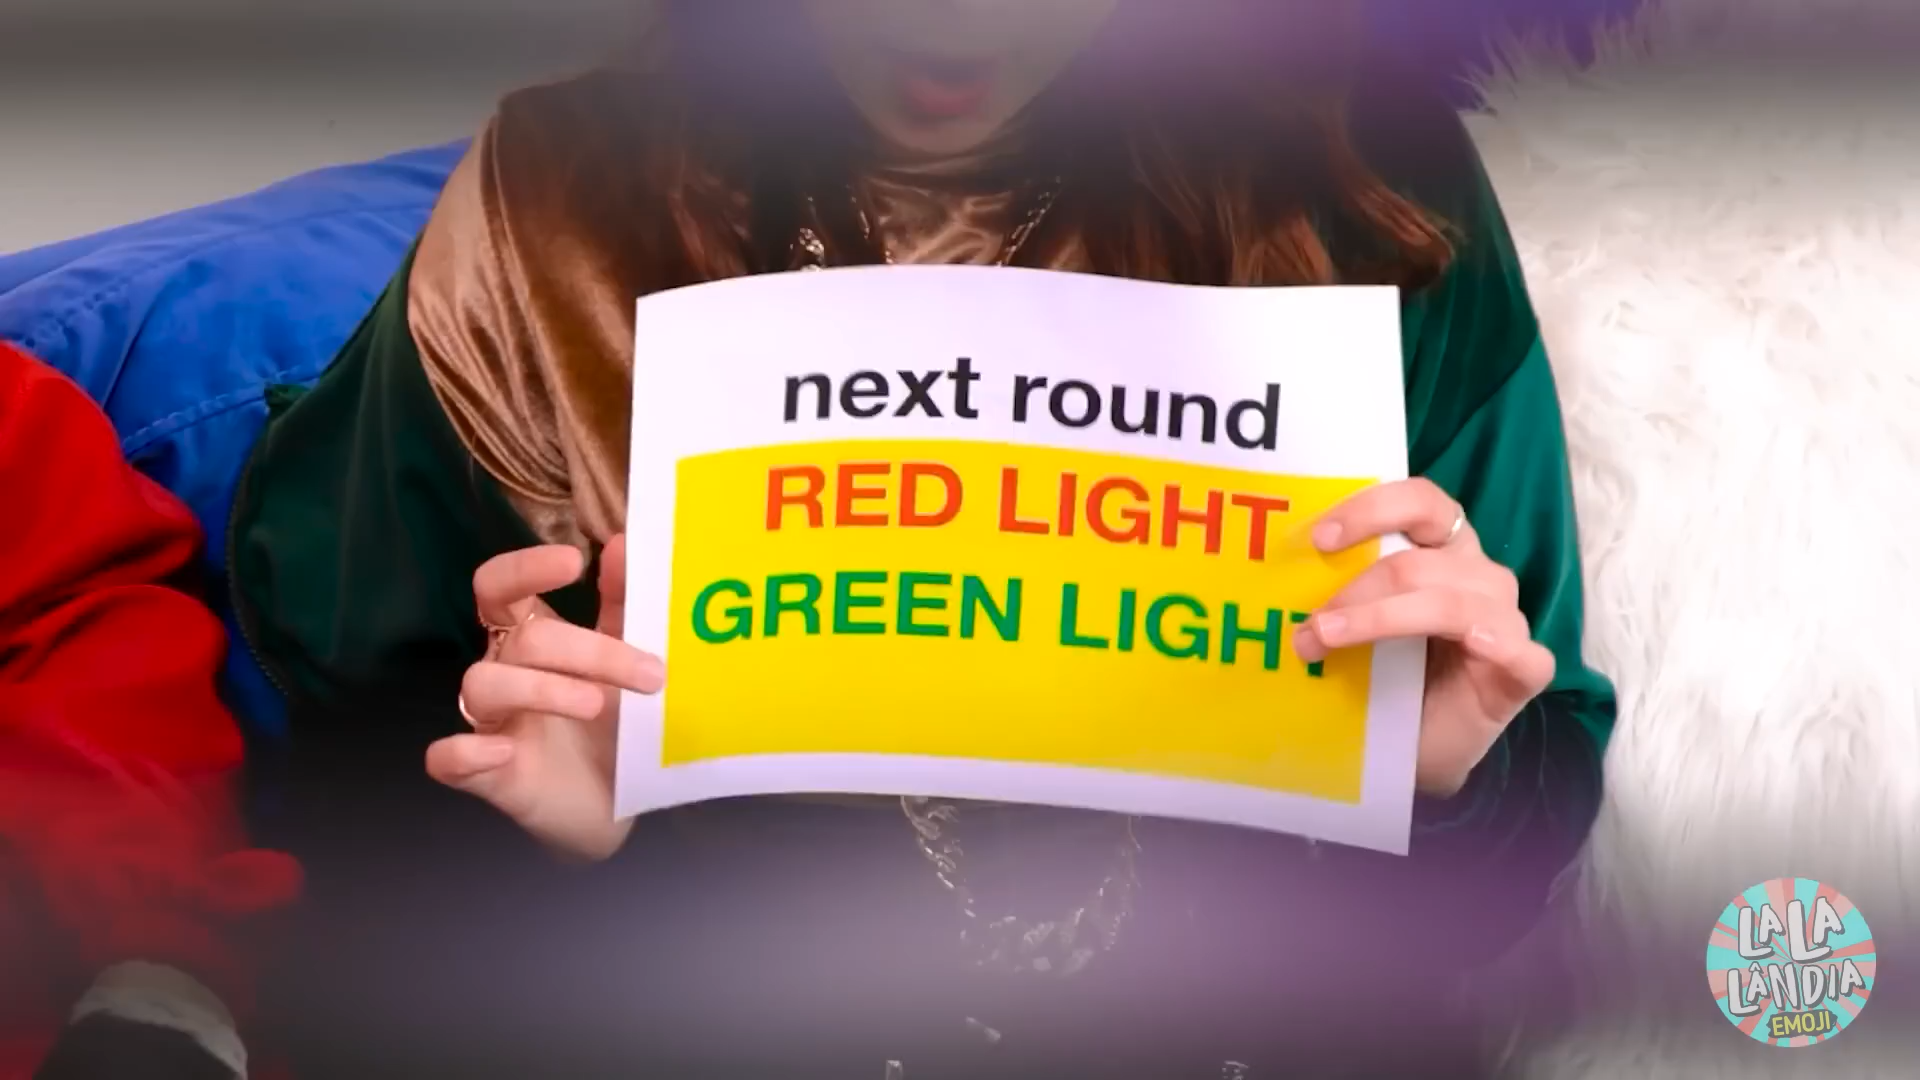 next round
RED LIGHT
GREEN LIGHT
LA LA
LÂNDIA
EMOJI